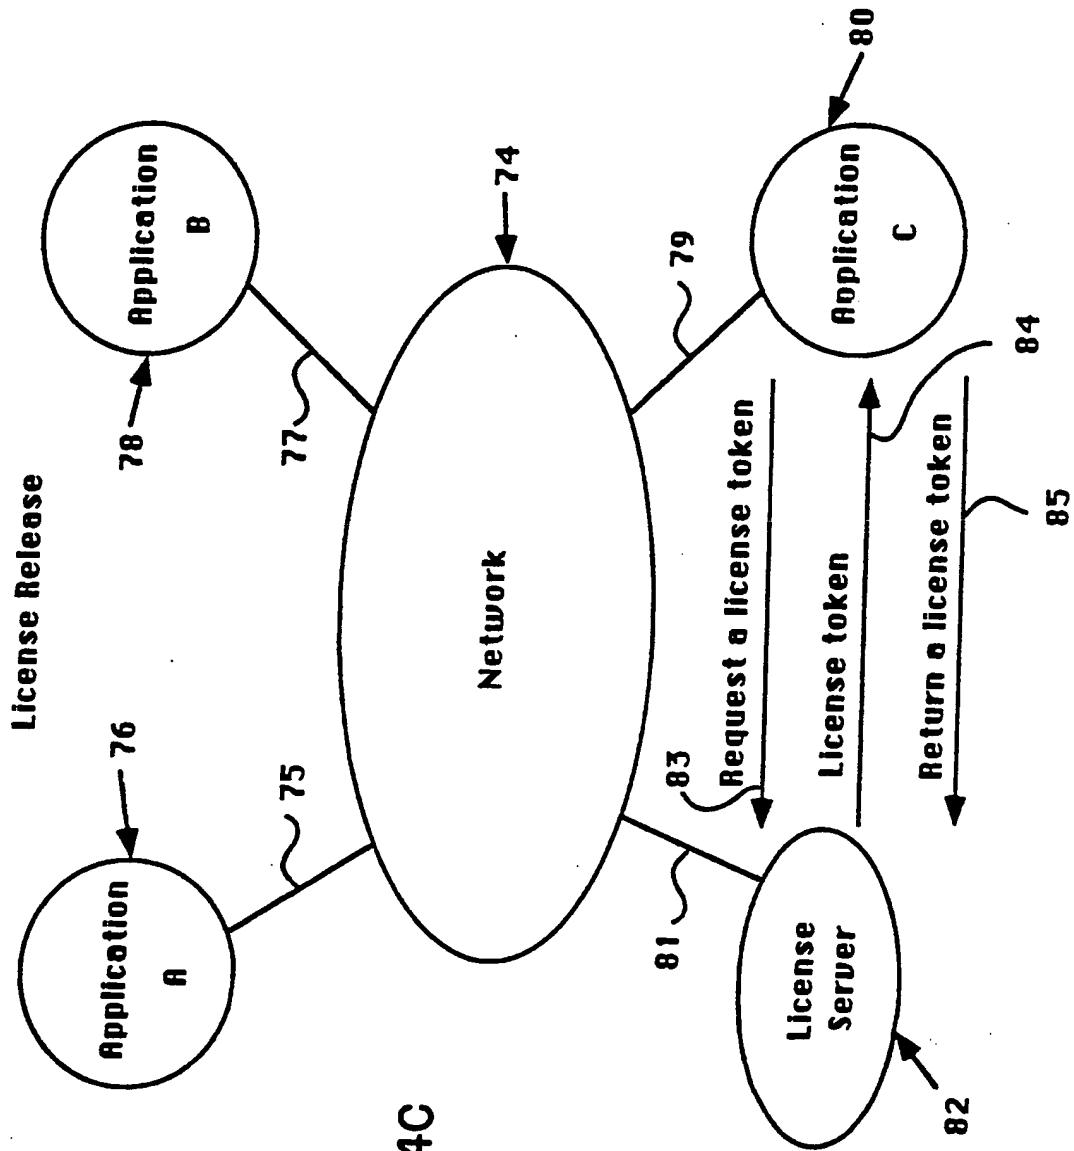 License Release
76
Application
A
75
78
Application
B
77
Network
74
81
License
Server
82
83
Request a license token
License token
Return a license token
79
Application
C
80
84
85
4C